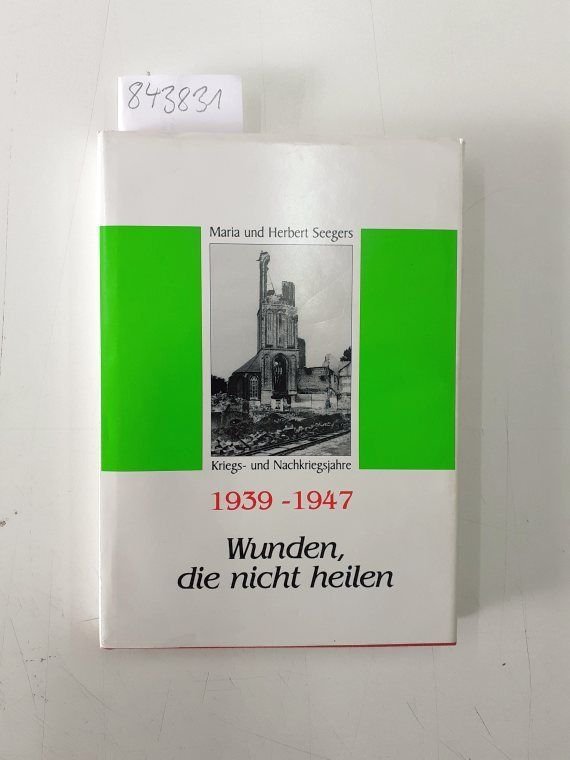 843831
Maria und Herbert Seegers
Kriegs- und Nachkriegsjahre
1939 -1947
Wunden,
die nicht heilen